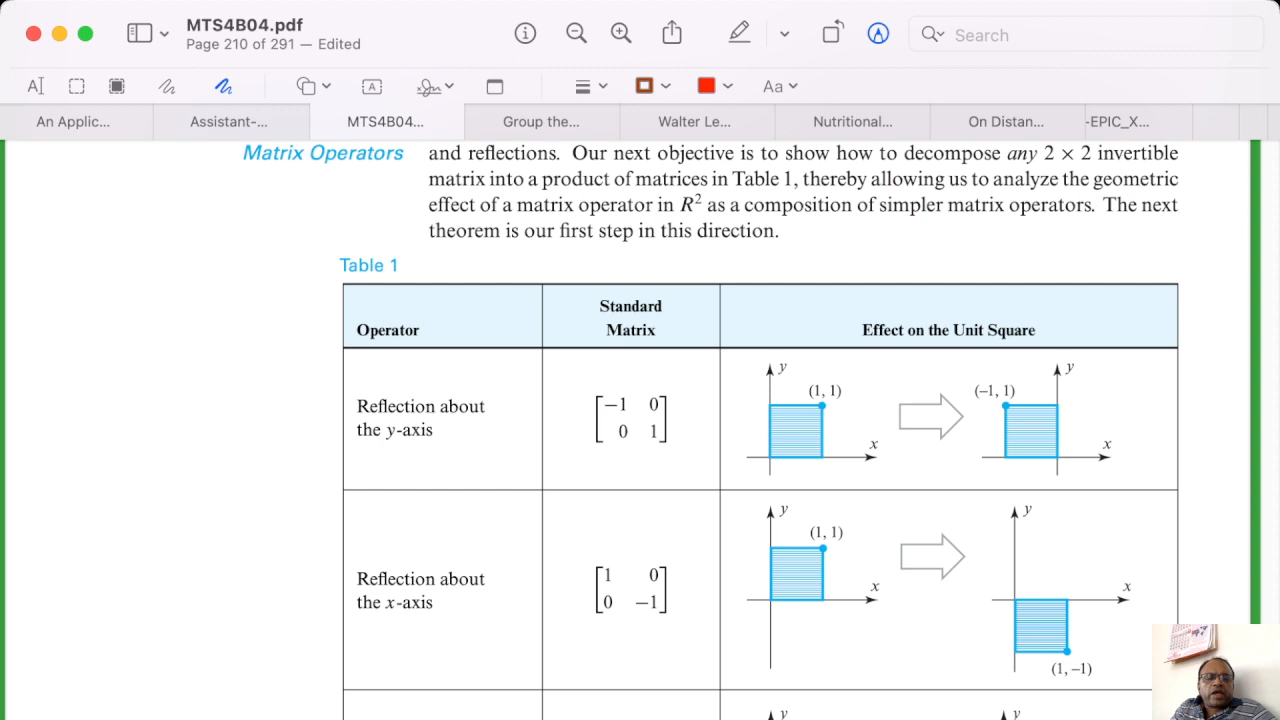 MTS4B04.pdf
Page 210 of 291 — Edited
Search
Aa
An Applic...
Assistant-...
MTS4B04...
Group the...
Walter Le...
Nutritional...
On Distan...
-EPIC_X...
Matrix Operators
and reflections. Our next objective is to show how to decompose any 2 × 2 invertible
matrix into a product of matrices in Table 1, thereby allowing us to analyze the geometric
effect of a matrix operator in R² as a composition of simpler matrix operators. The next
theorem is our first step in this direction.
Table 1
Operator
Standard
Matrix
Effect on the Unit Square
Reflection about
the y-axis
−1 0
0 1
y
(1, 1)
x
(−1, 1)
y
x
Reflection about
the x-axis
1 0
0 −1
y
(1, 1)
x
y
x
(1, −1)
y
y